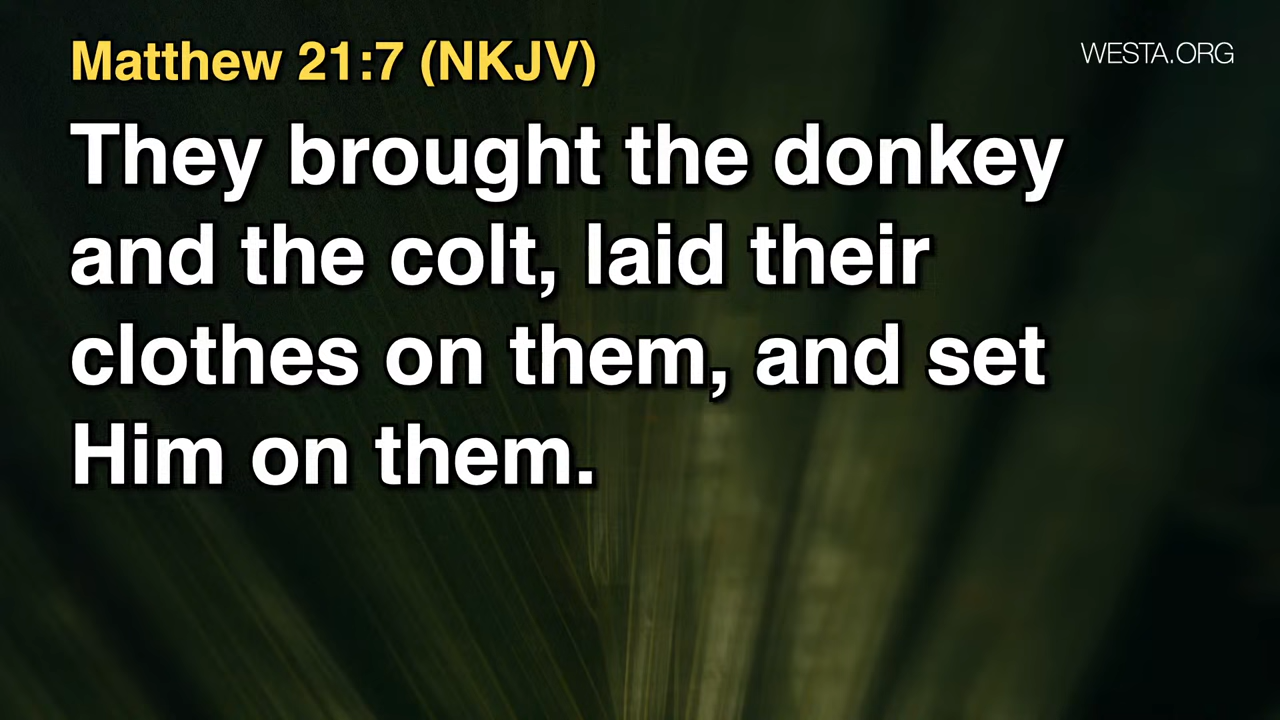 Matthew 21:7 (NKJV)
WESTA.ORG
They brought the donkey
and the colt, laid their
clothes on them, and set
Him on them.